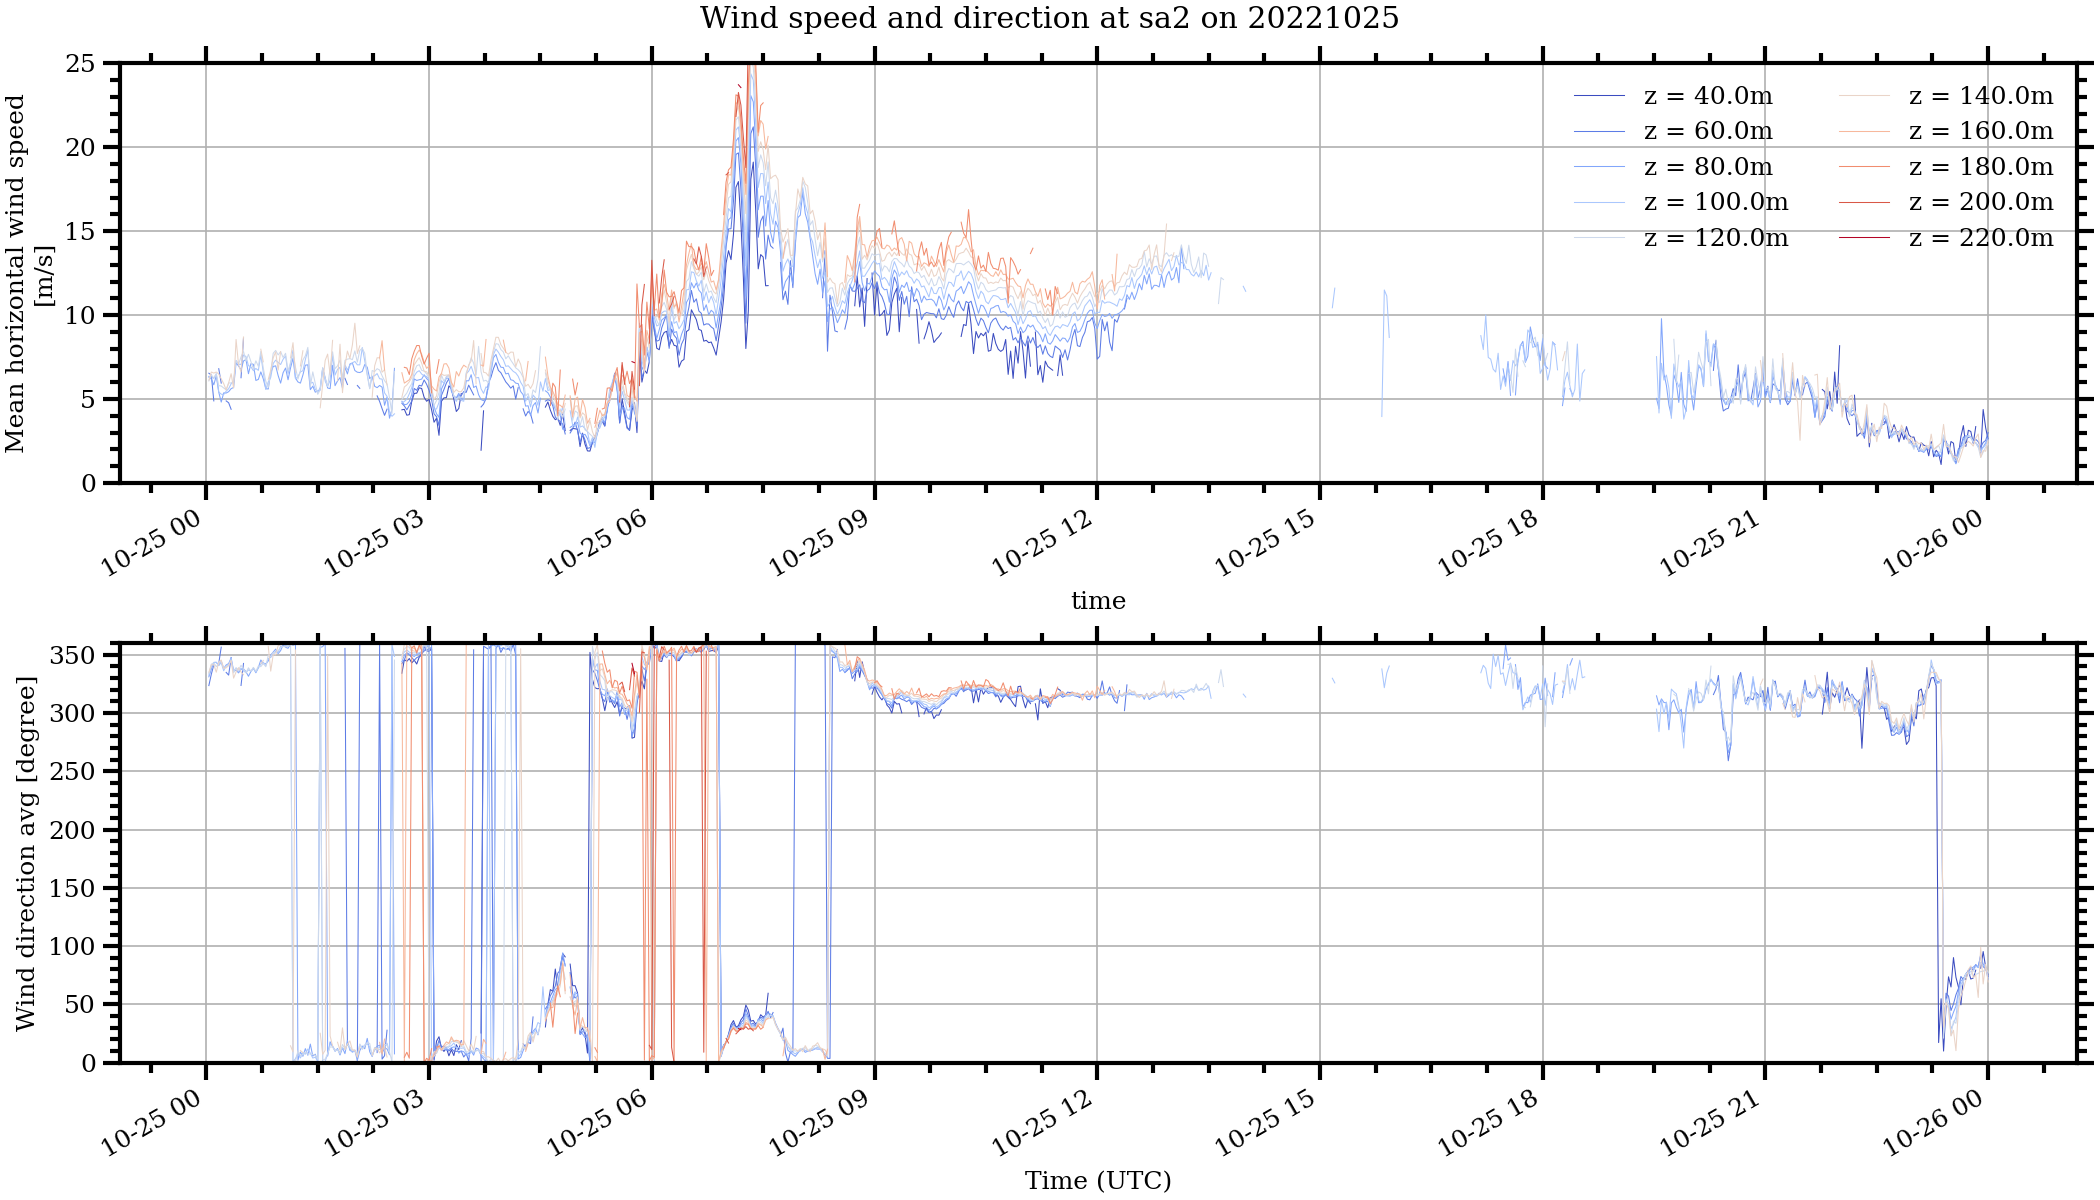 Wind speed and direction at sa2 on 20221025
Mean horizontal wind speed
[m/s]
25
20
15
10
5
0
z = 40.0m
z = 60.0m
z = 80.0m
z = 100.0m
z = 120.0m
z = 140.0m
z = 160.0m
z = 180.0m
z = 200.0m
z = 220.0m
10-25 00
10-25 03
10-25 06
10-25 09
10-25 12
10-25 15
10-25 18
10-25 21
10-26 00
time
Wind direction avg [degree]
350
300
250
200
150
100
50
0
10-25 00
10-25 03
10-25 06
10-25 09
10-25 12
10-25 15
10-25 18
10-25 21
10-26 00
Time (UTC)